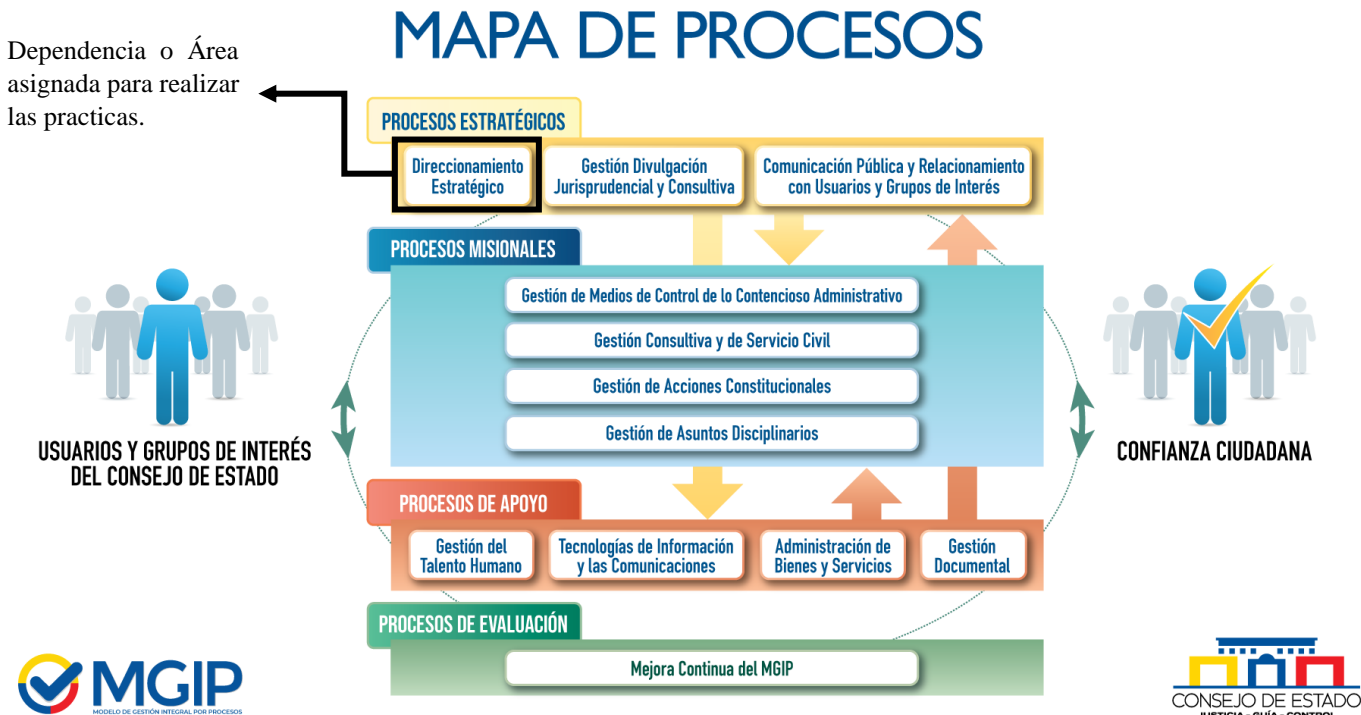 MAPA DE PROCESOS
Dependencia o Área
asignada para realizar
las practicas.
PROCESOS ESTRATÉGICOS
Direccionamiento
Estratégico
Gestión Divulgación
Jurisprudencial y Consultiva
Comunicación Pública y Relacionamiento
con Usuarios y Grupos de Interés
PROCESOS MISIONALES
Gestión de Medios de Control de lo Contencioso Administrativo
Gestión Consultiva y de Servicio Civil
Gestión de Acciones Constitucionales
Gestión de Asuntos Disciplinarios
USUARIOS Y GRUPOS DE INTERÉS
DEL CONSEJO DE ESTADO
CONFIANZA CIUDADANA
PROCESOS DE APOYO
Gestión del
Talento Humano
Tecnologías de Información
y las Comunicaciones
Administración de
Bienes y Servicios
Gestión
Documental
PROCESOS DE EVALUACIÓN
Mejora Continua del MGIP
MGIP
MODELO DE GESTIÓN INTEGRAL POR PROCESOS
CONSEJO DE ESTADO
JUSTICIA - GUÍA - CONTROL